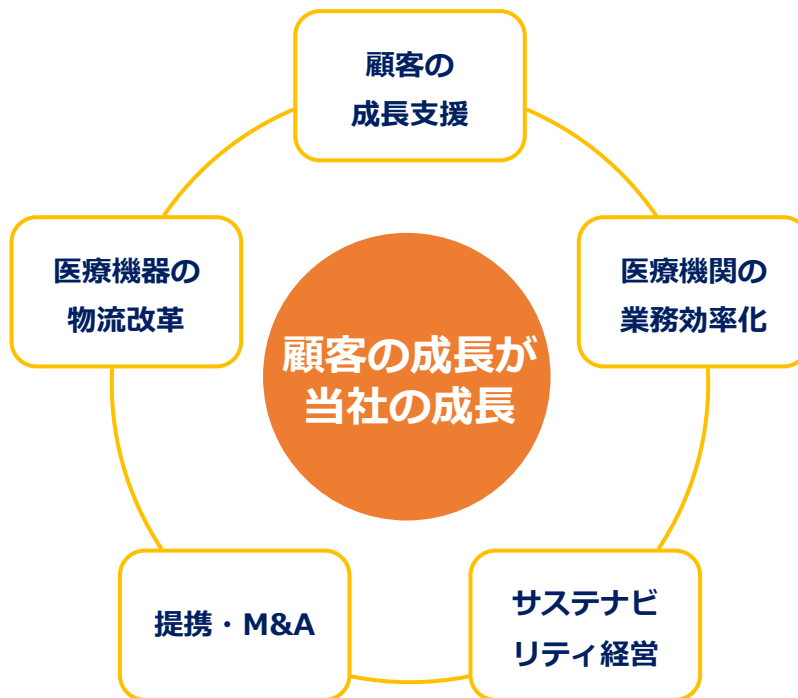 顧客の
成長支援
医療機器の
物流改革
医療機関の
業務効率化
顧客の成長が
当社の成長
提携・M&A
サステナビ
リティ経営